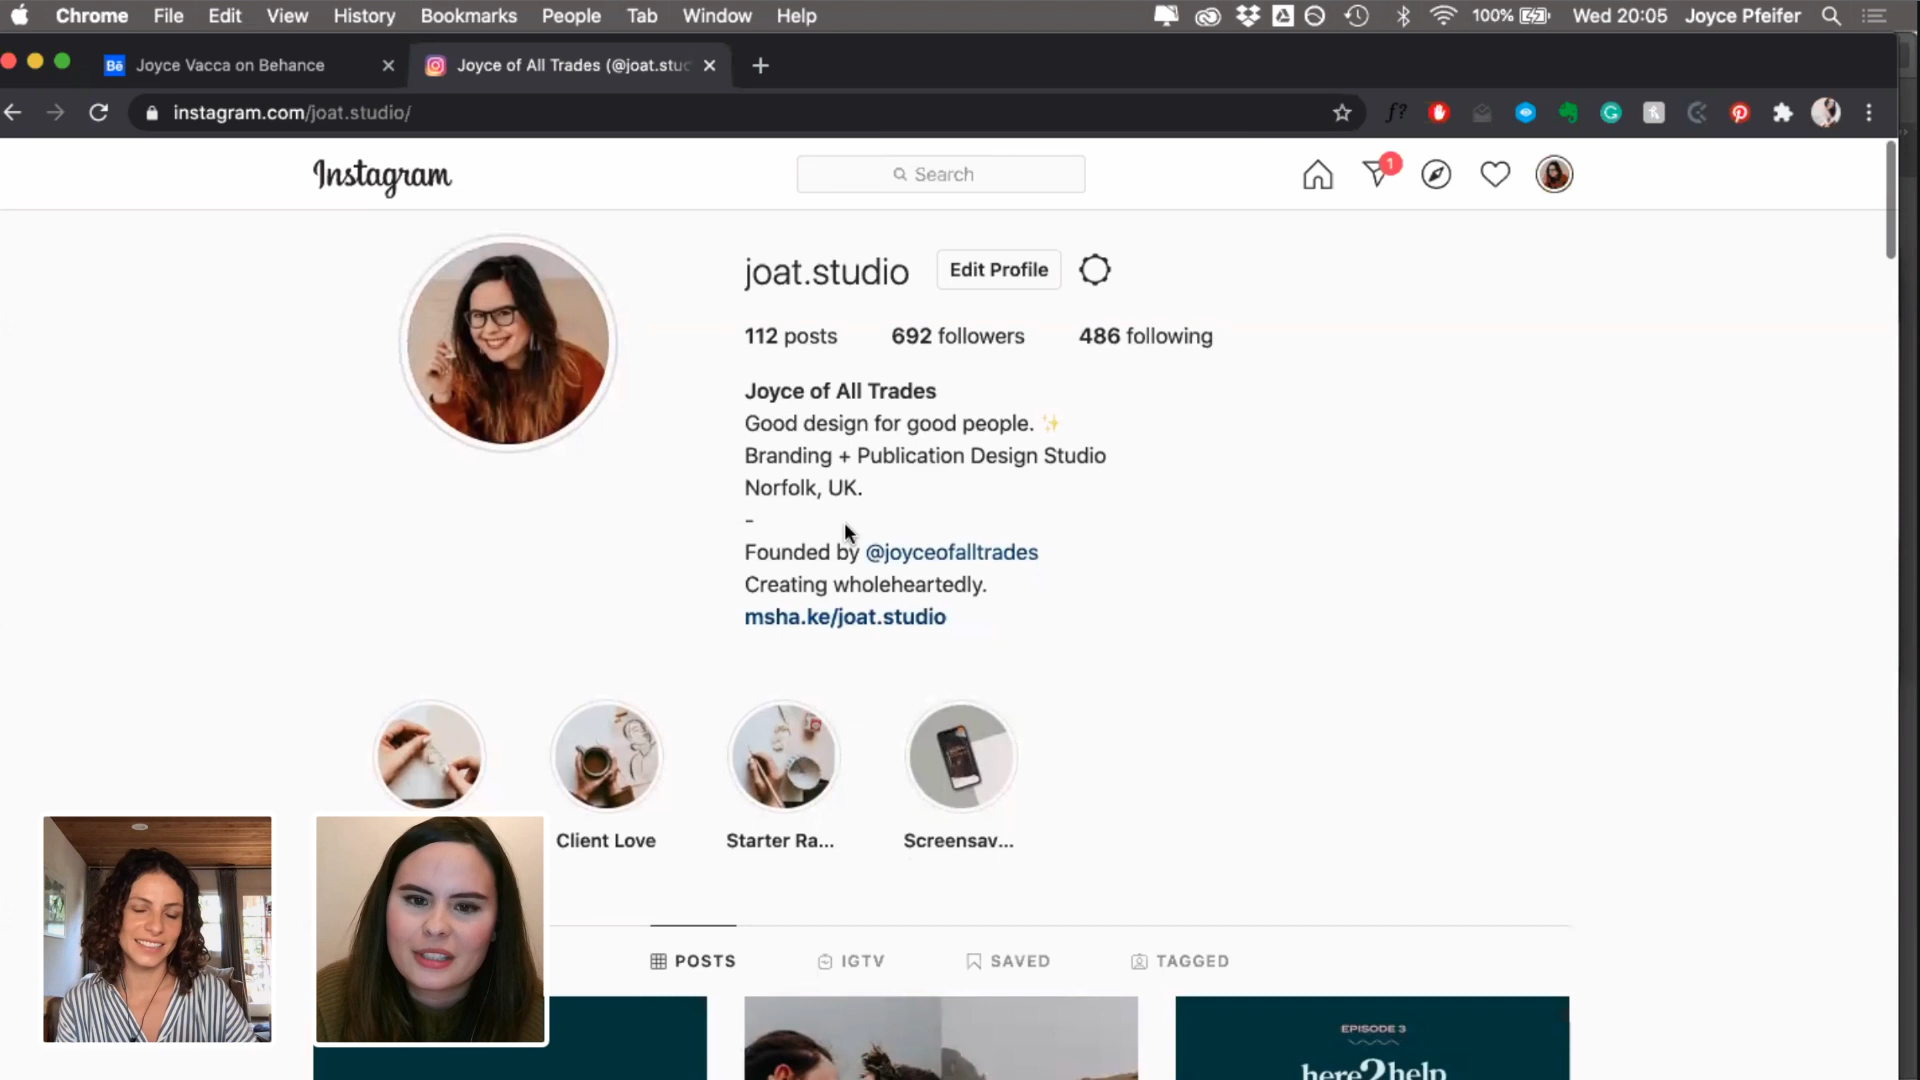 Chrome File Edit View History Bookmarks People Tab Window Help 100% Wed 20:05 Joyce Pfeifer
Bē Joyce Vacca on Behance Joyce of All Trades (@joat.stud
instagram.com/joat.studio/ f?
Instagram Search 1
joat.studio Edit Profile
112 posts 692 followers 486 following
Joyce of All Trades
Good design for good people. ✨
Branding + Publication Design Studio
Norfolk, UK.
-
Founded by @joyceofalltrades
Creating wholeheartedly.
msha.ke/joat.studio
Client Love Starter Ra... Screensav...
POSTS IGTV SAVED TAGGED
EPISODE 3
here2help